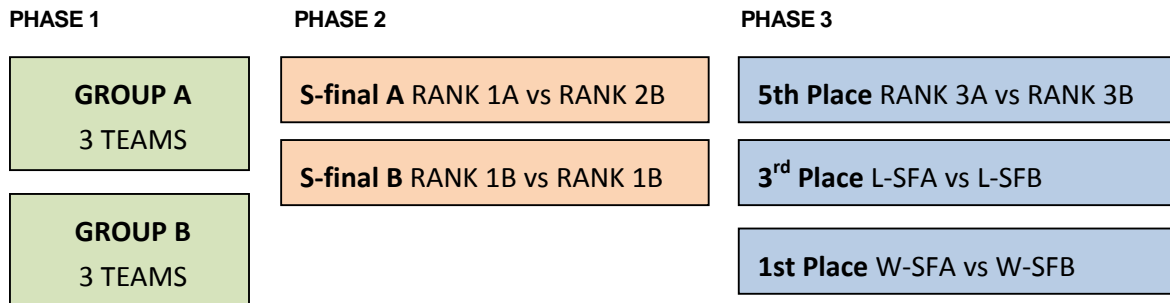 PHASE 1
PHASE 2
PHASE 3
GROUP A
3 TEAMS
GROUP B
3 TEAMS
S-final A RANK 1A vs RANK 2B
S-final B RANK 1B vs RANK 1B
5th Place RANK 3A vs RANK 3B
3rd Place L-SFA vs L-SFB
1st Place W-SFA vs W-SFB